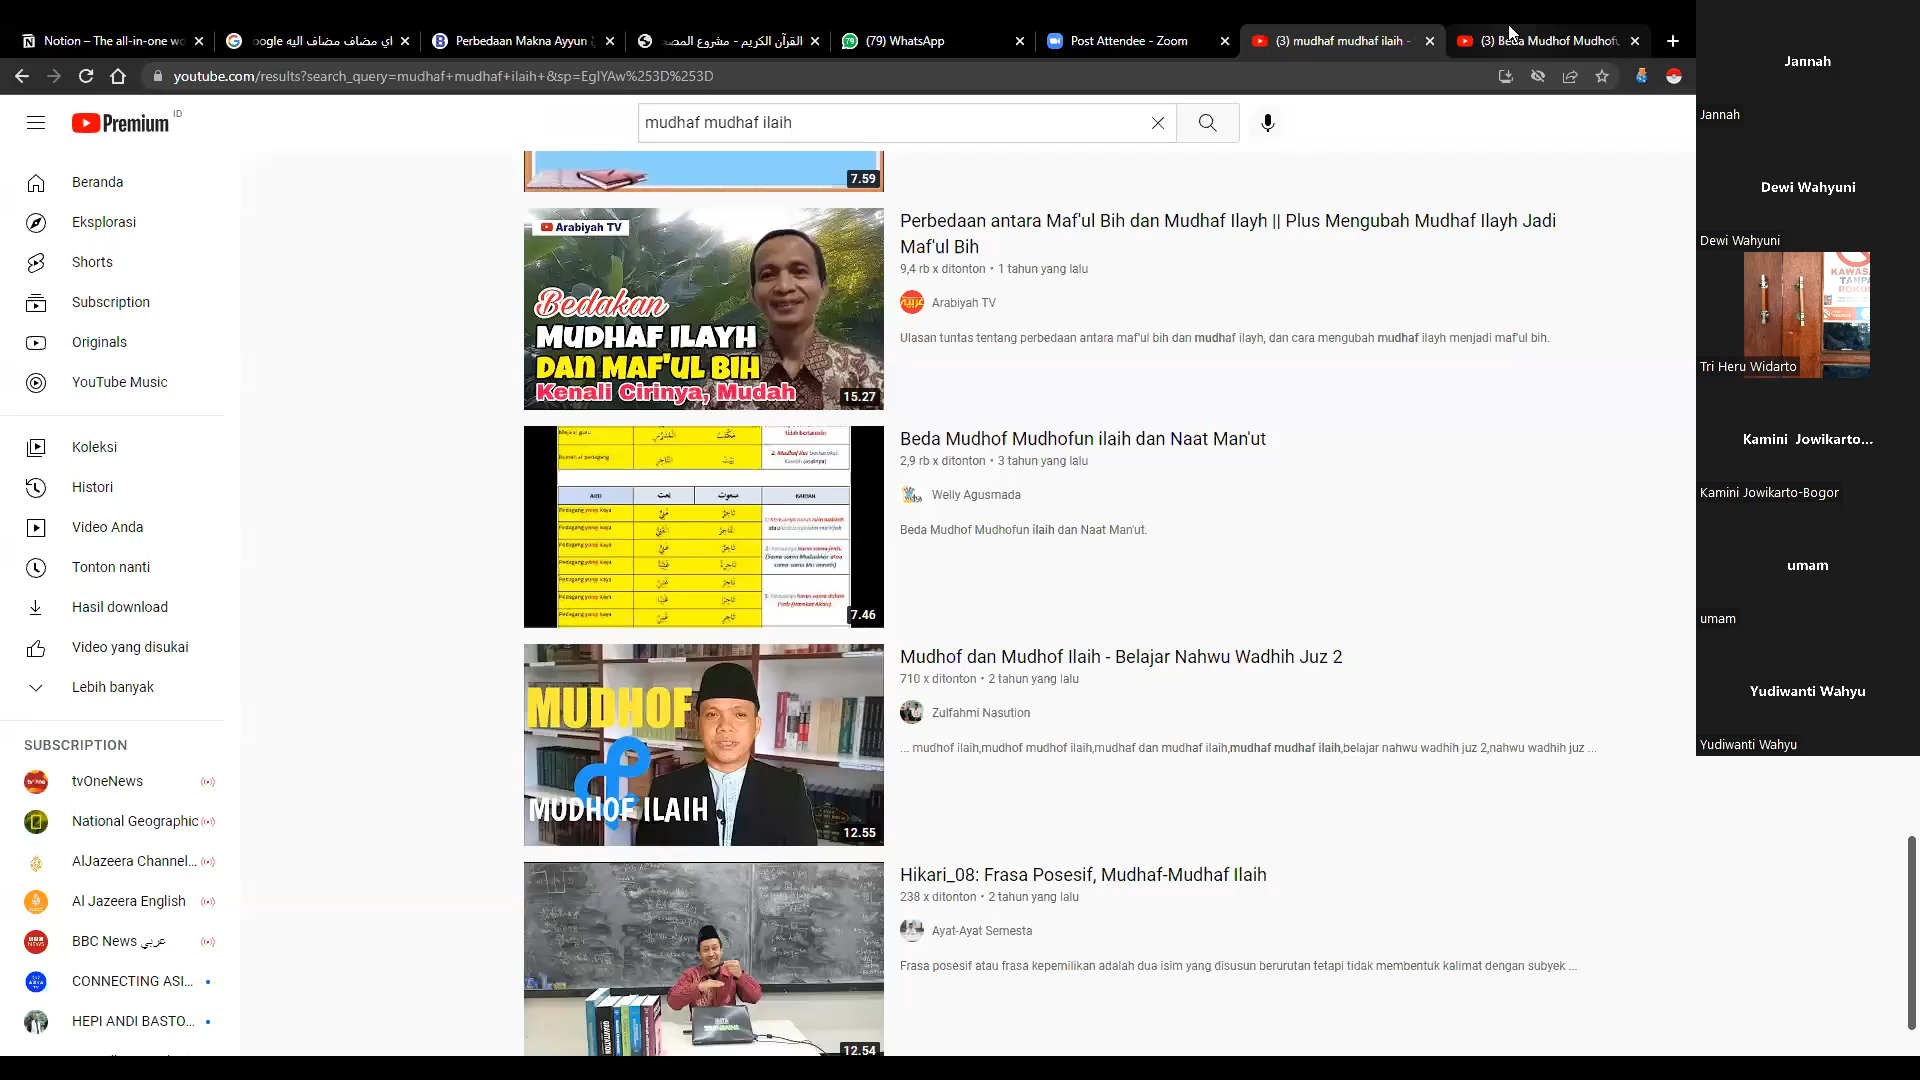 Notion – The all-in-one wo
oogle اي مضاف مضاف اليه
Perbedaan Makna Ayyun
القرآن الكريم - مشروع المصح
(79) WhatsApp
Post Attendee - Zoom
(3) mudhaf mudhaf ilaih -
(3) Beda Mudhof Mudhofu
youtube.com/results?search_query=mudhaf+mudhaf+ilaih+&sp=EgIYAw%253D%253D
Premium ID
mudhaf mudhaf ilaih
Beranda
Eksplorasi
Shorts
Subscription
Originals
YouTube Music
Koleksi
Histori
Video Anda
Tonton nanti
Hasil download
Video yang disukai
Lebih banyak
SUBSCRIPTION
tvOneNews
National Geographic
AlJazeera Channel...
Al Jazeera English
BBC News عربي
CONNECTING ASI...
HEPI ANDI BASTO...
7.59
Arabiyah TV
Bedakan
MUDHAF ILAYH
DAN MAF'UL BIH
Kenali Cirinya, Mudah
15.27
Perbedaan antara Maf'ul Bih dan Mudhaf Ilayh || Plus Mengubah Mudhaf Ilayh Jadi
Maf'ul Bih
9,4 rb x ditonton • 1 tahun yang lalu
Arabiyah TV
Ulasan tuntas tentang perbedaan antara maf'ul bih dan mudhaf ilayh, dan cara mengubah mudhaf ilayh menjadi maf'ul bih.
7.46
Beda Mudhof Mudhofun ilaih dan Naat Man'ut
2,9 rb x ditonton • 3 tahun yang lalu
Welly Agusmada
Beda Mudhof Mudhofun ilaih dan Naat Man'ut.
MUDHOF
&
MUDHOF ILAIH
12.55
Mudhof dan Mudhof Ilaih - Belajar Nahwu Wadhih Juz 2
710 x ditonton • 2 tahun yang lalu
Zulfahmi Nasution
... mudhof ilaih,mudhof mudhof ilaih,mudhaf dan mudhaf ilaih,mudhaf mudhaf ilaih,belajar nahwu wadhih juz 2,nahwu wadhih juz ...
12.54
Hikari_08: Frasa Posesif, Mudhaf-Mudhaf Ilaih
238 x ditonton • 2 tahun yang lalu
Ayat-Ayat Semesta
Frasa posesif atau frasa kepemilikan adalah dua isim yang disusun berurutan tetapi tidak membentuk kalimat dengan subyek ...
Jannah
Jannah
Dewi Wahyuni
Dewi Wahyuni
KAWAS
TANPA
ROKO
Tri Heru Widarto
Kamini Jowikarto...
Kamini Jowikarto-Bogor
umam
umam
Yudiwanti Wahyu
Yudiwanti Wahyu